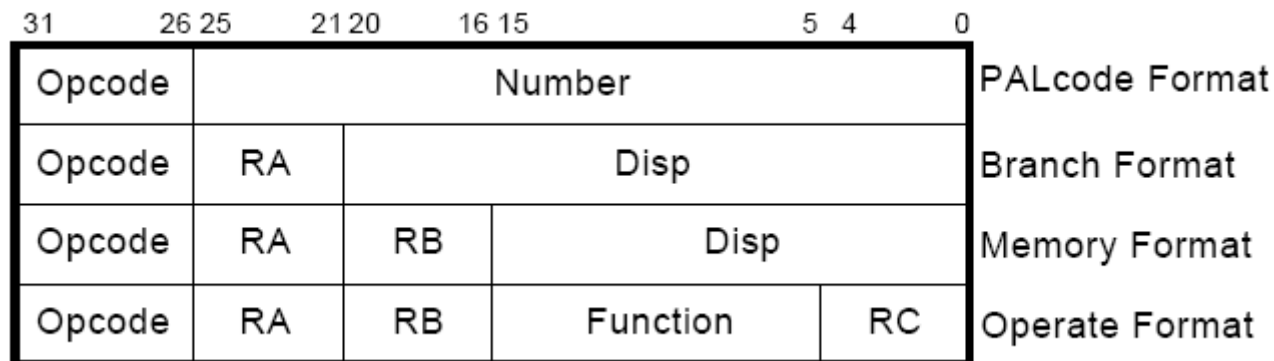 31 26 25 21 20 16 15 5 4 0
Opcode Number PALcode Format
Opcode RA Disp Branch Format
Opcode RA RB Disp Memory Format
Opcode RA RB Function RC Operate Format